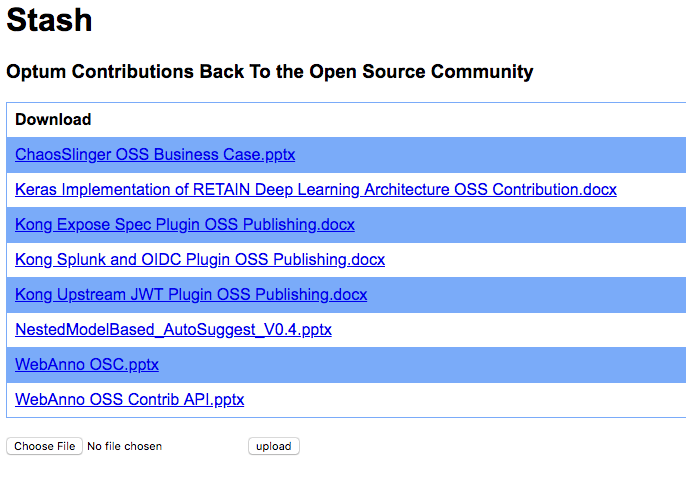 Stash
Optum Contributions Back To the Open Source Community
Download
ChaosSlinger OSS Business Case.pptx
Keras Implementation of RETAIN Deep Learning Architecture OSS Contribution.docx
Kong Expose Spec Plugin OSS Publishing.docx
Kong Splunk and OIDC Plugin OSS Publishing.docx
Kong Upstream JWT Plugin OSS Publishing.docx
NestedModelBased_AutoSuggest_V0.4.pptx
WebAnno OSC.pptx
WebAnno OSS Contrib API.pptx
Choose File No file chosen upload